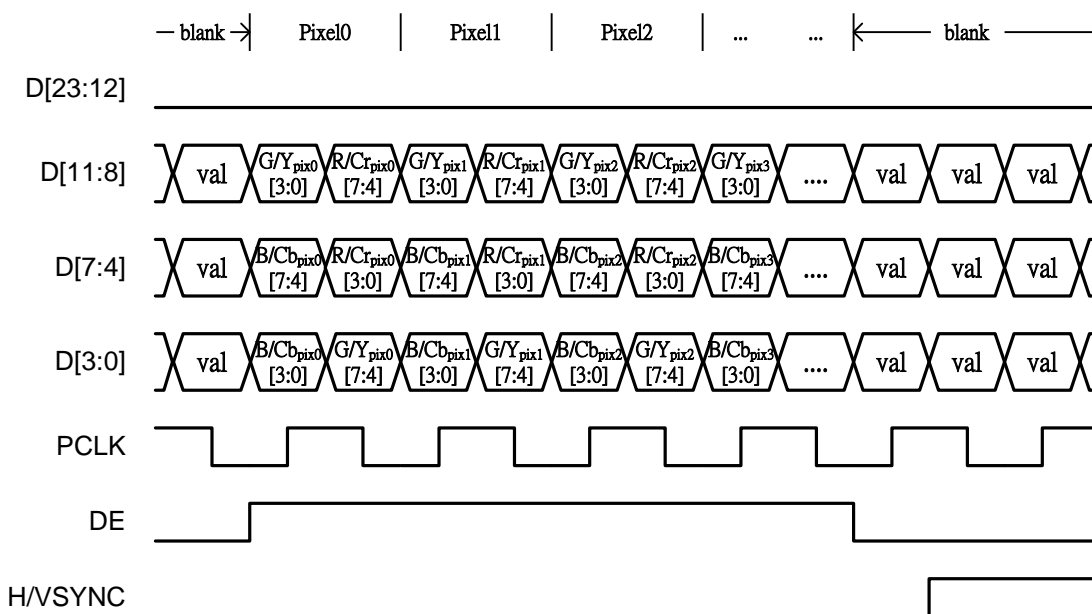 blank Pixel0 Pixel1 Pixel2 ... ... blank
D[23:12]
D[11:8] val G/Ypix0 [3:0] R/Crpix0 [7:4] G/Ypix1 [3:0] R/Crpix1 [7:4] G/Ypix2 [3:0] R/Crpix2 [7:4] G/Ypix3 [3:0] .... val val val
D[7:4] val B/Cbpix0 [7:4] R/Crpix0 [3:0] B/Cbpix1 [7:4] R/Crpix1 [3:0] B/Cbpix2 [7:4] R/Crpix2 [3:0] B/Cbpix3 [7:4] .... val val val
D[3:0] val B/Cbpix0 [3:0] G/Ypix0 [7:4] B/Cbpix1 [3:0] G/Ypix1 [7:4] B/Cbpix2 [3:0] G/Ypix2 [7:4] B/Cbpix3 [3:0] .... val val val
PCLK
DE
H/VSYNC